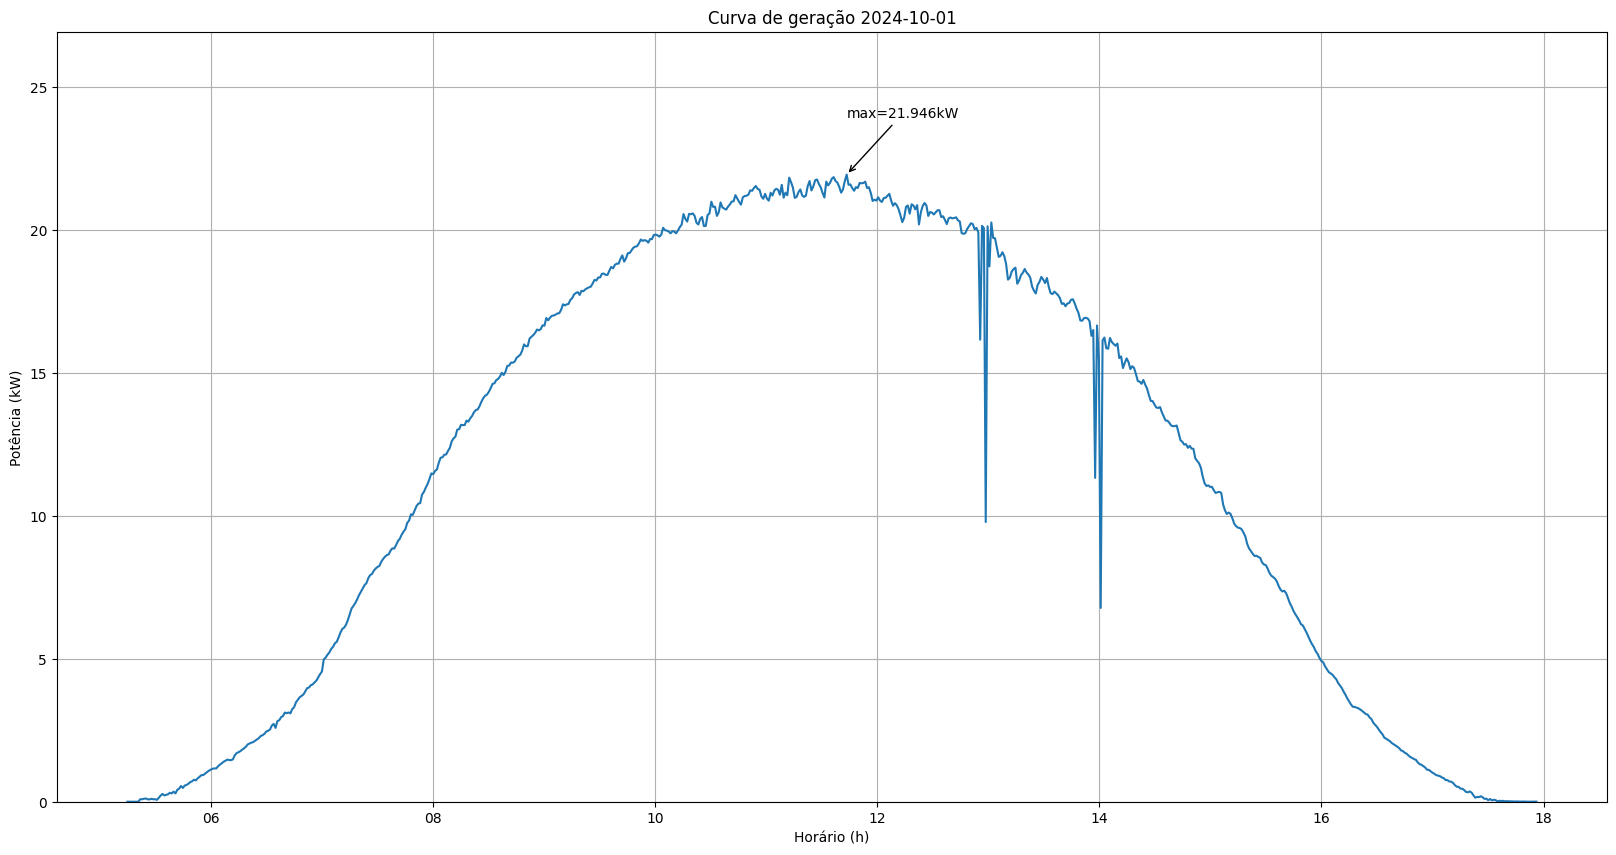 Curva de geração 2024-10-01
25
max=21.946kW
20
15
Potência (kW)
10
5
0
06 08 10 12 14 16 18
Horário (h)